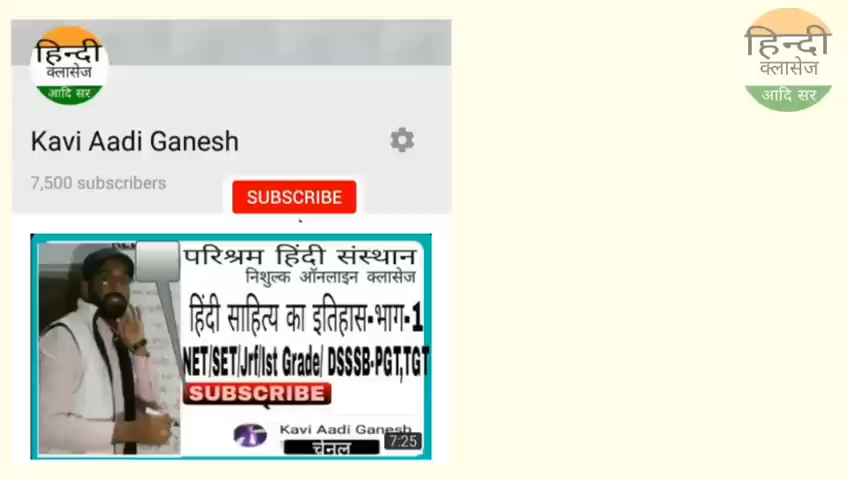 हिन्दी
क्लासेज
आदि सर
हिन्दी
क्लासेज
आदि सर
Kavi Aadi Ganesh
7,500 subscribers
SUBSCRIBE
परिश्रम हिंदी संस्थान
निशुल्क ऑनलाइन क्लासेज
हिंदी साहित्य का इतिहास-भाग-1
NET/SET/Jrf/Ist Grade/ DSSSB-PGT,TGT
SUBSCRIBE
Kavi Aadi Ganesh
7:25
चेनल